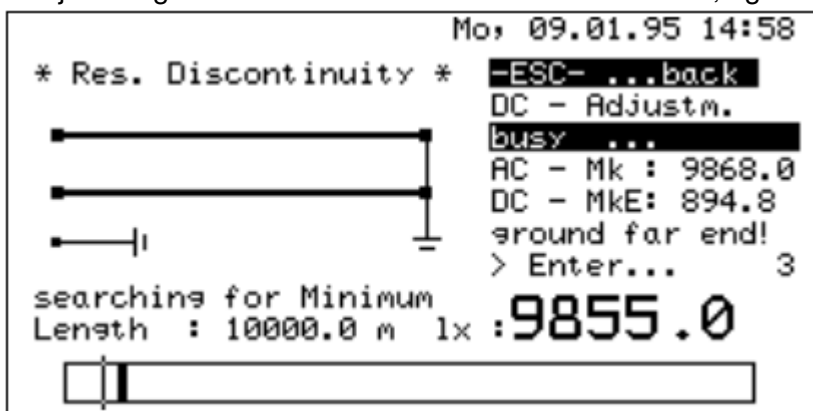 Mo, 09.01.95 14:58
* Res. Discontinuity *
-ESC- ...back
DC - Adjustm.
busy ...
AC - Mk : 9868.0
DC - MkE: 894.8
ground far end!
> Enter... 3
searching for Minimum
Length : 10000.0 m lx :9855.0